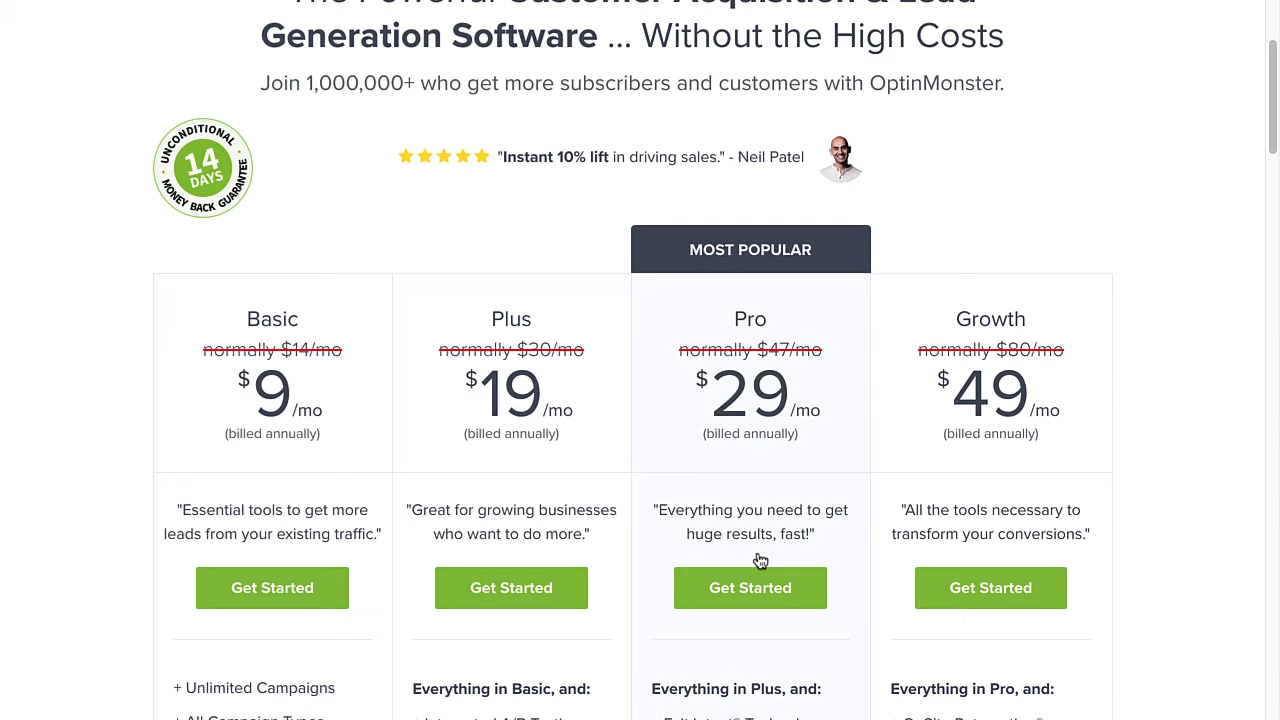 Generation Software ... Without the High Costs
Join 1,000,000+ who get more subscribers and customers with OptinMonster.
UNCONDITIONAL
14
DAYS
MONEY BACK GUARANTEE
"Instant 10% lift in driving sales." - Neil Patel
MOST POPULAR
Basic
normally $14/mo
$9/mo
(billed annually)
"Essential tools to get more
leads from your existing traffic."
Get Started
+ Unlimited Campaigns
Plus
normally $30/mo
$19/mo
(billed annually)
"Great for growing businesses
who want to do more."
Get Started
Everything in Basic, and:
Pro
normally $47/mo
$29/mo
(billed annually)
"Everything you need to get
huge results, fast!"
Get Started
Everything in Plus, and:
Growth
normally $80/mo
$49/mo
(billed annually)
"All the tools necessary to
transform your conversions."
Get Started
Everything in Pro, and: